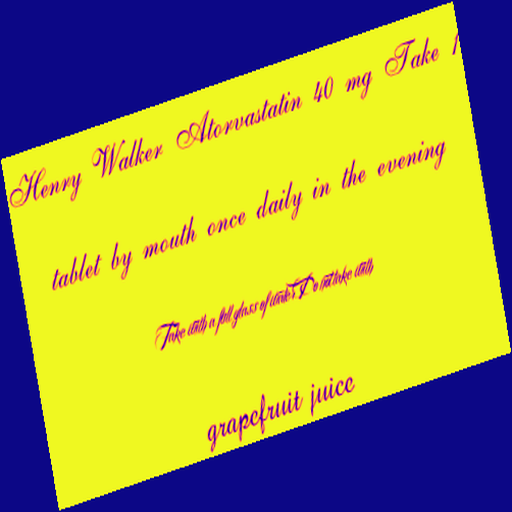 Henry Walker Atorvastatin 40 mg Take 1
tablet by mouth once daily in the evening
Take with a full glass of water Do not take with
grapefruit juice